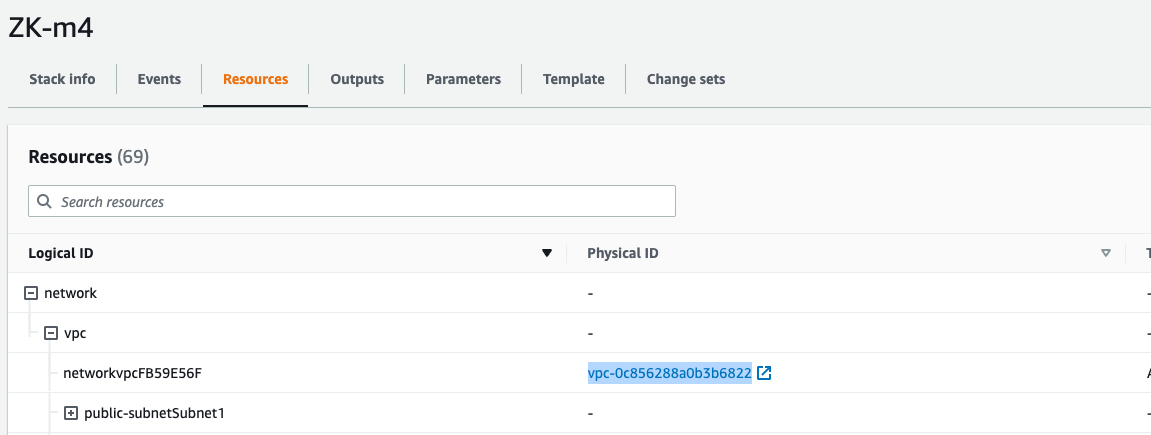 ZK-m4
Stack info Events Resources Outputs Parameters Template Change sets
Resources (69)
Search resources
Logical ID Physical ID
network -
vpc -
networkvpcFB59E56F vpc-0c856288a0b3b6822
public-subnetSubnet1 -